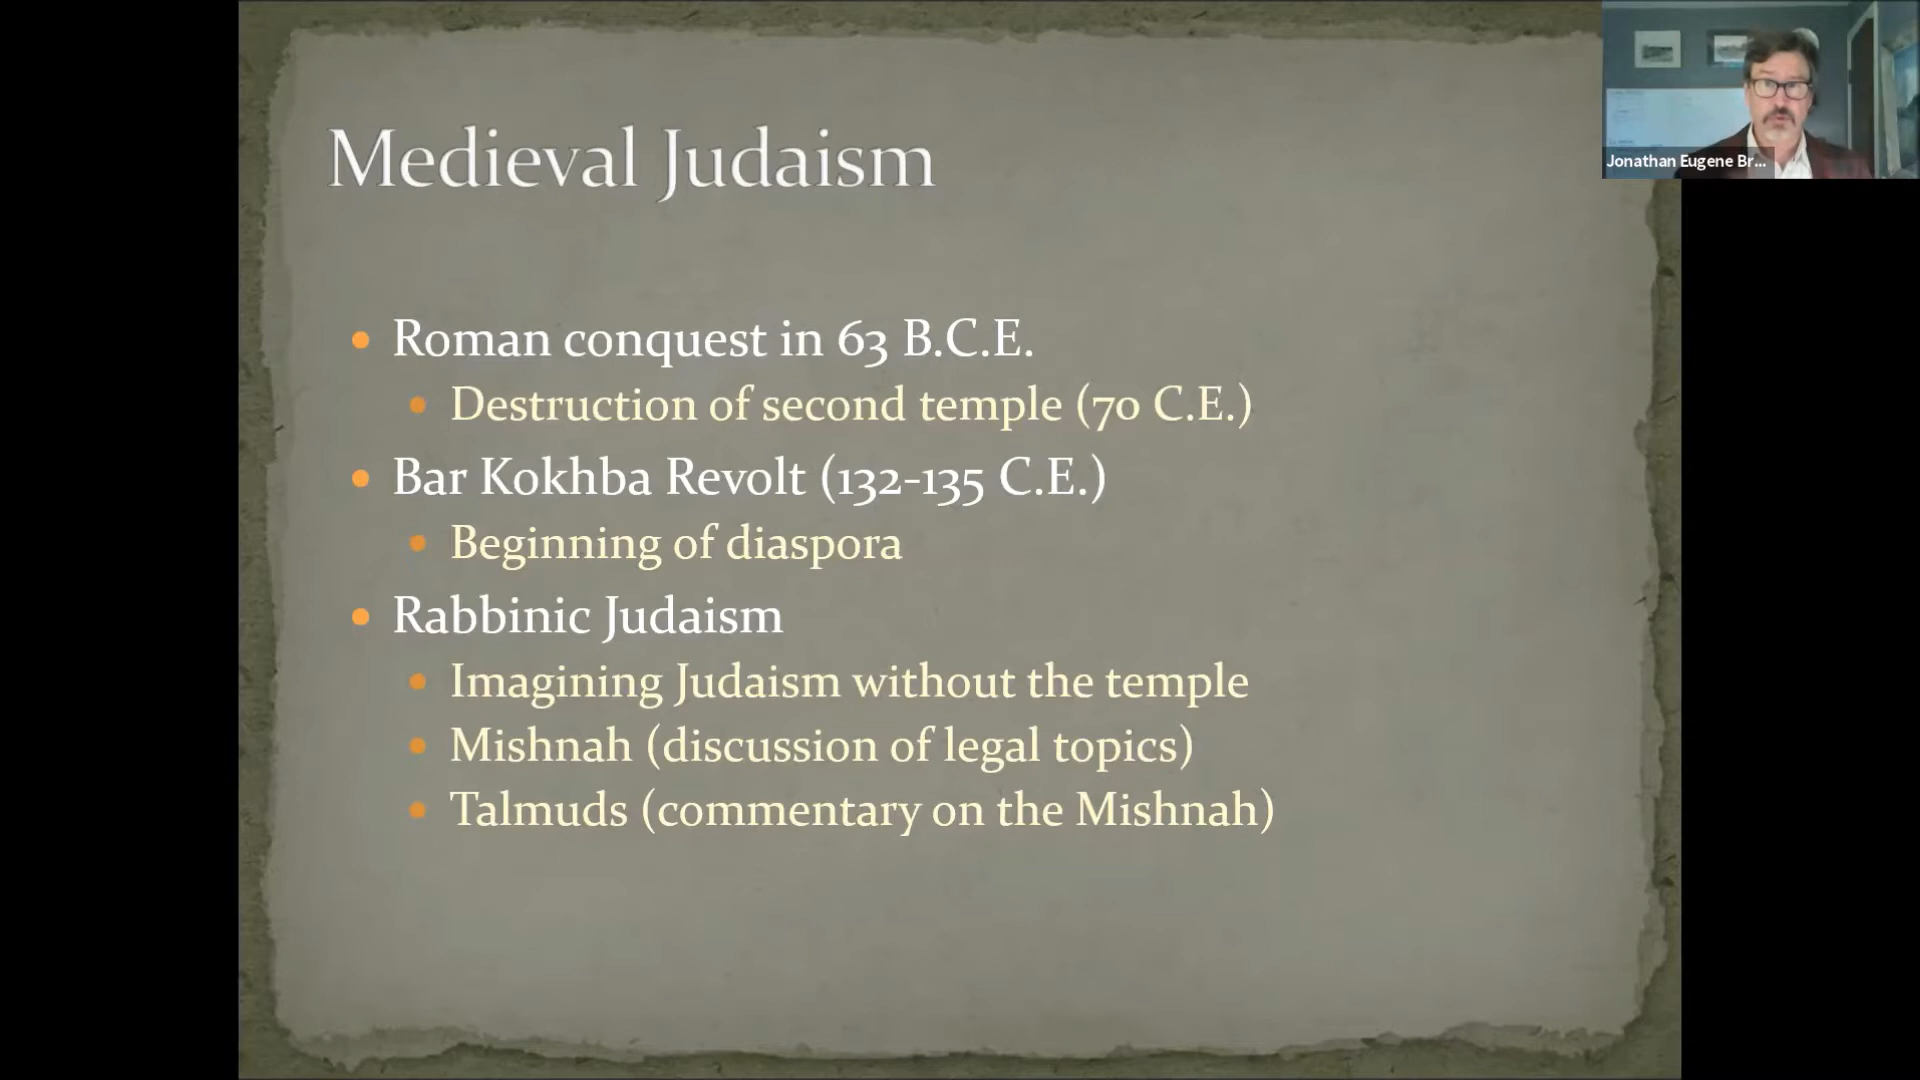 Medieval Judaism
Jonathan Eugene Br...
• Roman conquest in 63 B.C.E.
• Destruction of second temple (70 C.E.)
• Bar Kokhba Revolt (132-135 C.E.)
• Beginning of diaspora
• Rabbinic Judaism
• Imagining Judaism without the temple
• Mishnah (discussion of legal topics)
• Talmuds (commentary on the Mishnah)